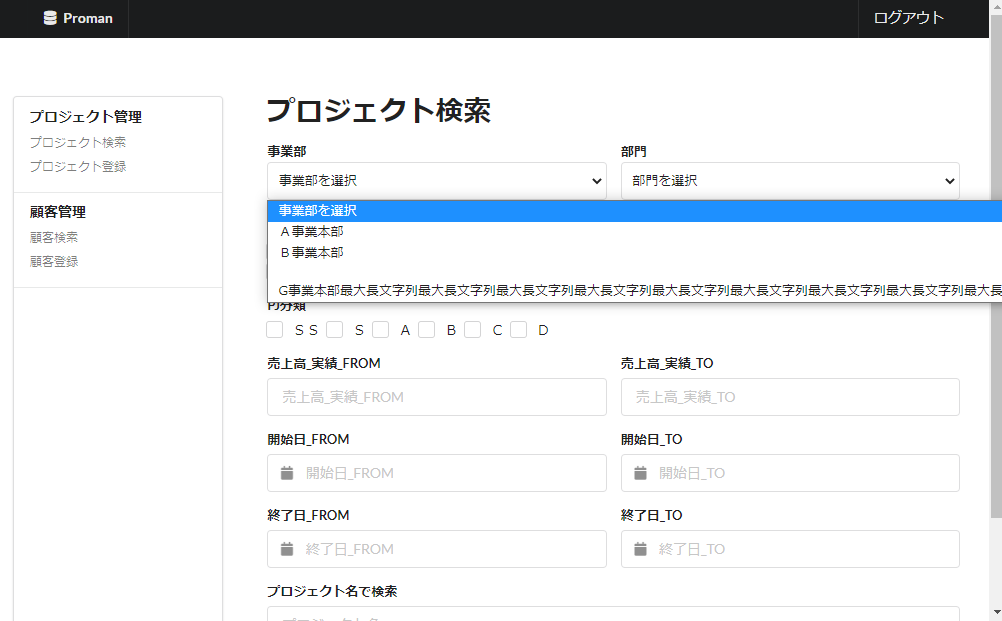 Proman
ログアウト
プロジェクト管理
プロジェクト検索
プロジェクト登録
顧客管理
顧客検索
顧客登録
プロジェクト検索
事業部 部門
事業部を選択 部門を選択
事業部を選択
A事業本部
B事業本部
G事業本部最大長文字列最大長文字列最大長文字列最大長文字列最大長文字列最大長文字列最大長文字列最大長文字列最大長
PJ分類
SS S A B C D
売上高_実績_FROM 売上高_実績_TO
売上高_実績_FROM 売上高_実績_TO
開始日_FROM 開始日_TO
開始日_FROM 開始日_TO
終了日_FROM 終了日_TO
終了日_FROM 終了日_TO
プロジェクト名で検索
プロジェクト名